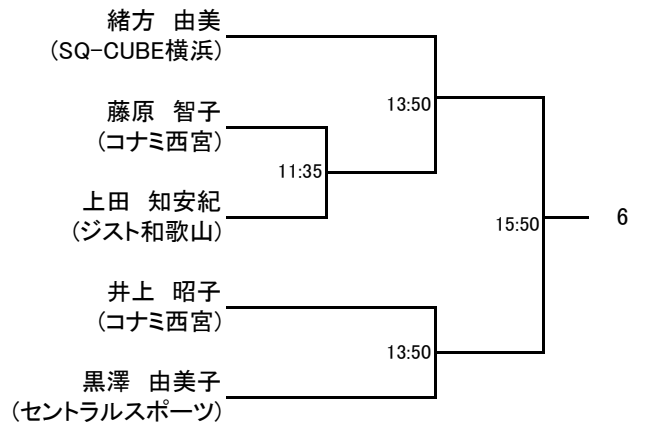 緒方　由美
(SQ-CUBE横浜)
13:50
藤原　智子
(コナミ西宮)
11:35
上田　知安紀
(ジスト和歌山)
15:50
6
井上　昭子
(コナミ西宮)
13:50
黒澤　由美子
(セントラルスポーツ)